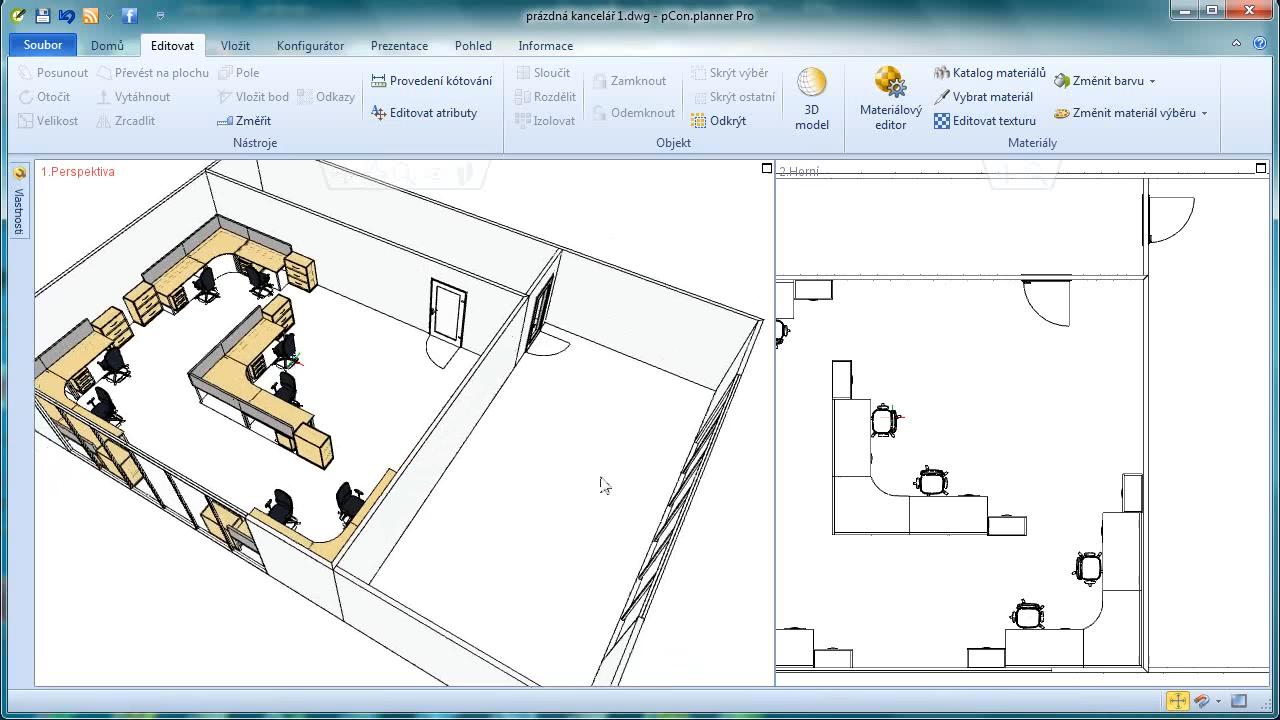 prázdná kancelář 1.dwg - pCon.planner Pro
Soubor Domů Editovat Vložit Konfigurátor Prezentace Pohled Informace
Posunout Převést na plochu Pole
Otočit Vytáhnout Vložit bod Odkazy
Velikost Zrcadlit Změřit
Provedení kótování
Editovat atributy
Nástroje
Sloučit
Rozdělit
Izolovat
Zamknout
Odemknout
Skrýt výběr
Skrýt ostatní
Odkrýt
3D
model
Objekt
Materiálový
editor
Katalog materiálů
Vybrat materiál
Editovat texturu
Změnit barvu
Změnit materiál výběru
Materiály
Vlastnosti
1.Perspektiva
2.Horní